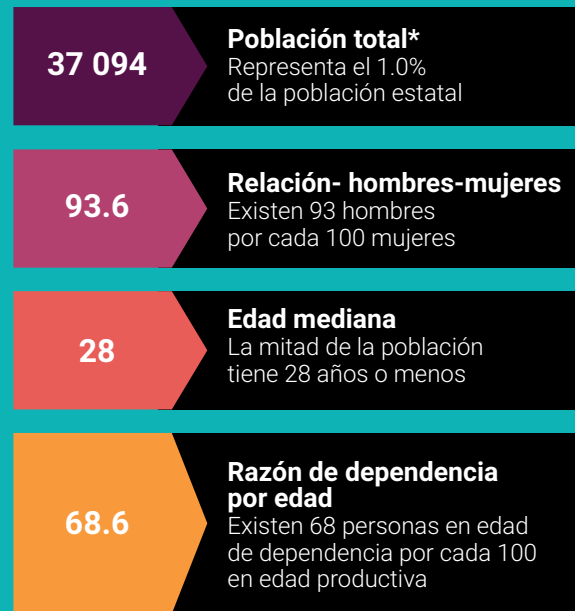 37 094
Población total*
Representa el 1.0%
de la población estatal
93.6
Relación- hombres-mujeres
Existen 93 hombres
por cada 100 mujeres
28
Edad mediana
La mitad de la población
tiene 28 años o menos
68.6
Razón de dependencia
por edad
Existen 68 personas en edad
de dependencia por cada 100
en edad productiva